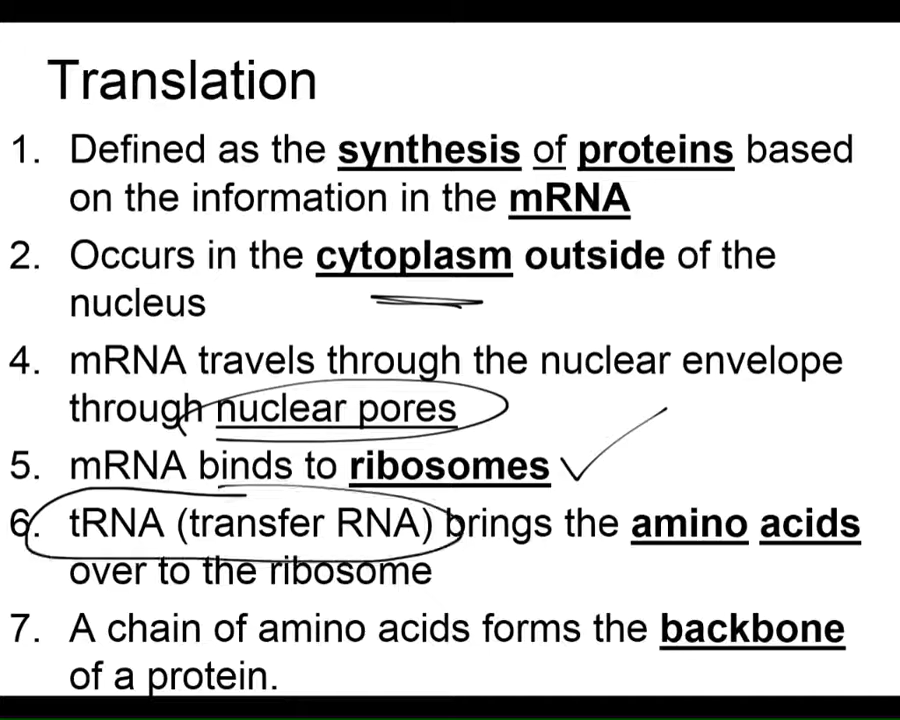 Translation
1. Defined as the synthesis of proteins based
on the information in the mRNA
2. Occurs in the cytoplasm outside of the
nucleus
4. mRNA travels through the nuclear envelope
through nuclear pores
5. mRNA binds to ribosomes
6. tRNA (transfer RNA) brings the amino acids
over to the ribosome
7. A chain of amino acids forms the backbone
of a protein.